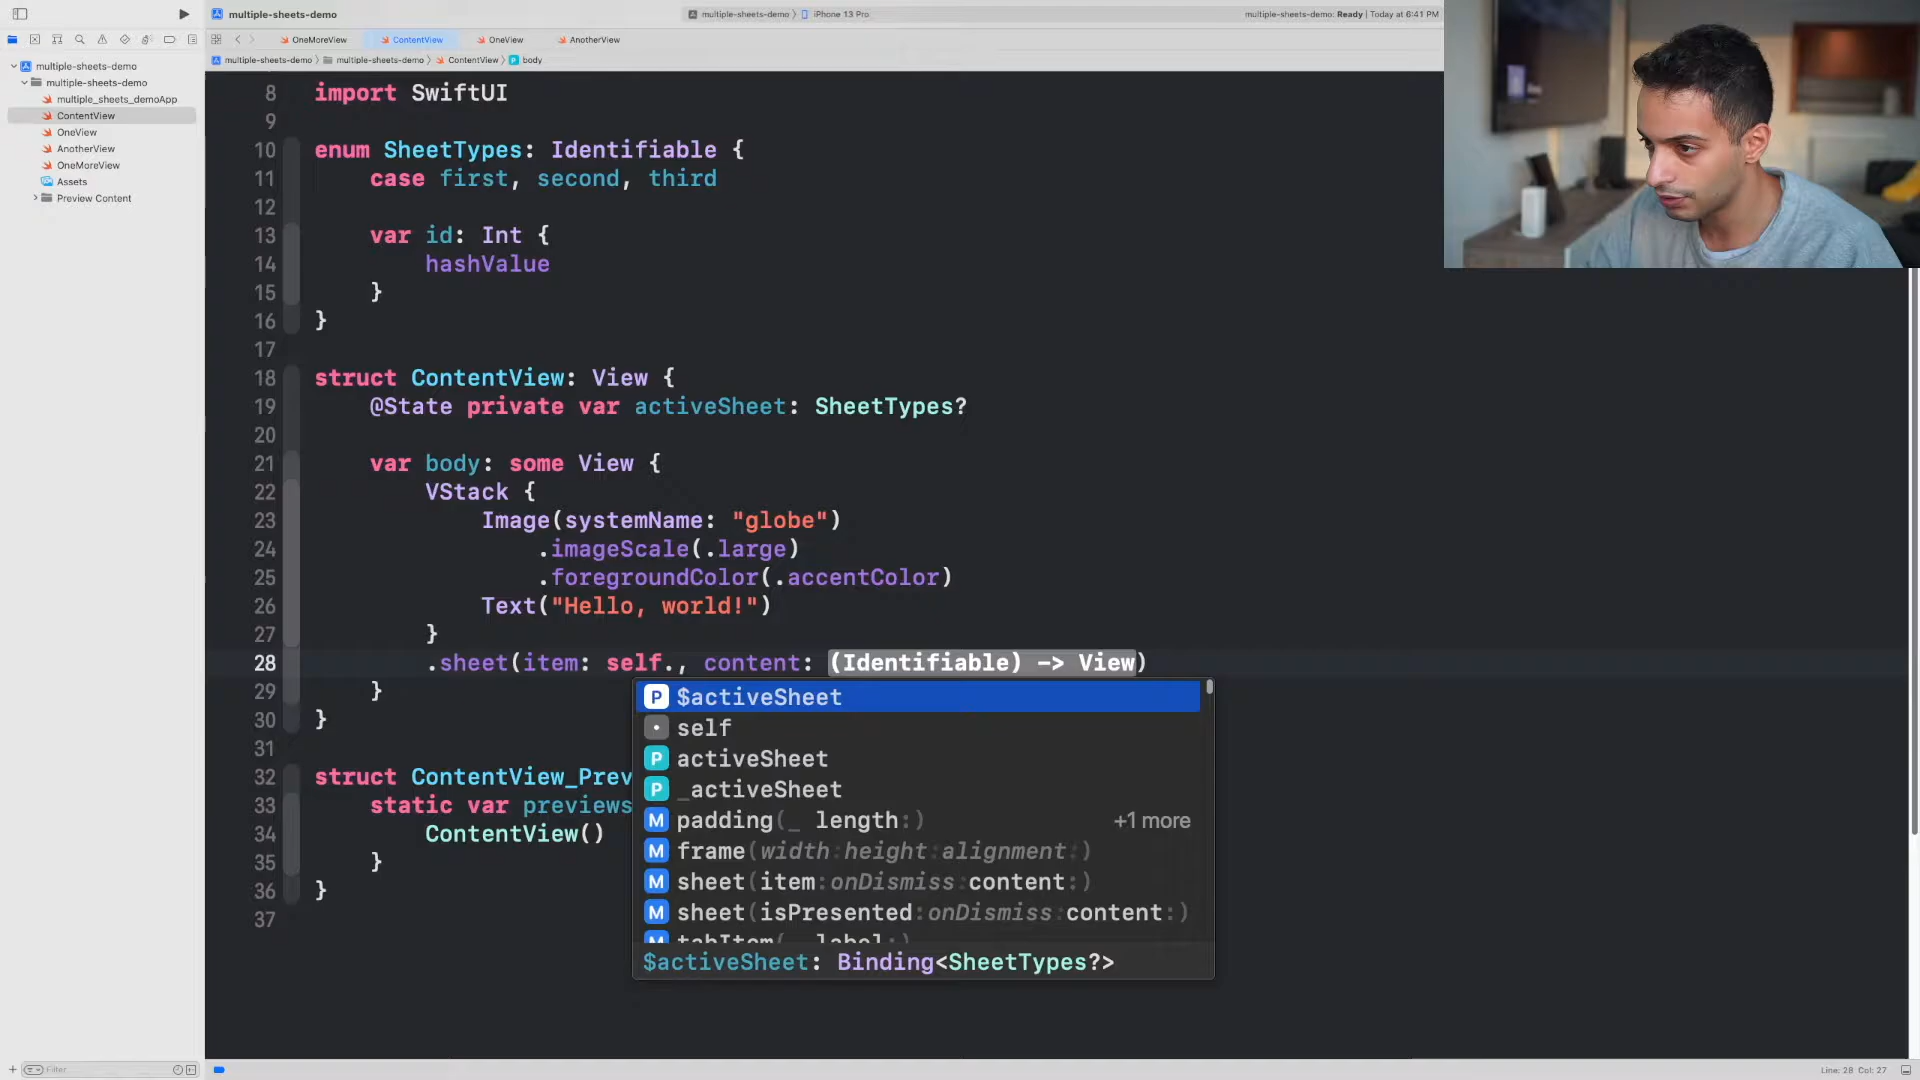 multiple-sheets-demo
multiple-sheets-demo 〉 iPhone 13 Pro
multiple-sheets-demo: Ready | Today at 6:41 PM
OneMoreView
ContentView
OneView
AnotherView
multiple-sheets-demo 〉 multiple-sheets-demo 〉 ContentView 〉 P body
multiple-sheets-demo
multiple-sheets-demo
multiple_sheets_demoApp
ContentView
OneView
AnotherView
OneMoreView
Assets
Preview Content
8 import SwiftUI
9
10 enum SheetTypes: Identifiable {
11 case first, second, third
12
13 var id: Int {
14 hashValue
15 }
16 }
17
18 struct ContentView: View {
19 @State private var activeSheet: SheetTypes?
20
21 var body: some View {
22 VStack {
23 Image(systemName: "globe")
24 .imageScale(.large)
25 .foregroundColor(.accentColor)
26 Text("Hello, world!")
27 }
28 .sheet(item: self., content: (Identifiable) -> View)
29 }
30 }
31
32 struct ContentView_Prev
33 static var previews
34 ContentView()
35 }
36 }
37
P $activeSheet
self
P activeSheet
P _activeSheet
M padding(_ length:) +1 more
M frame(width:height:alignment:)
M sheet(item:onDismiss:content:)
M sheet(isPresented:onDismiss:content:)
M tabItem(_ label:)
$activeSheet: Binding<SheetTypes?>
Filter
Line: 28 Col: 27